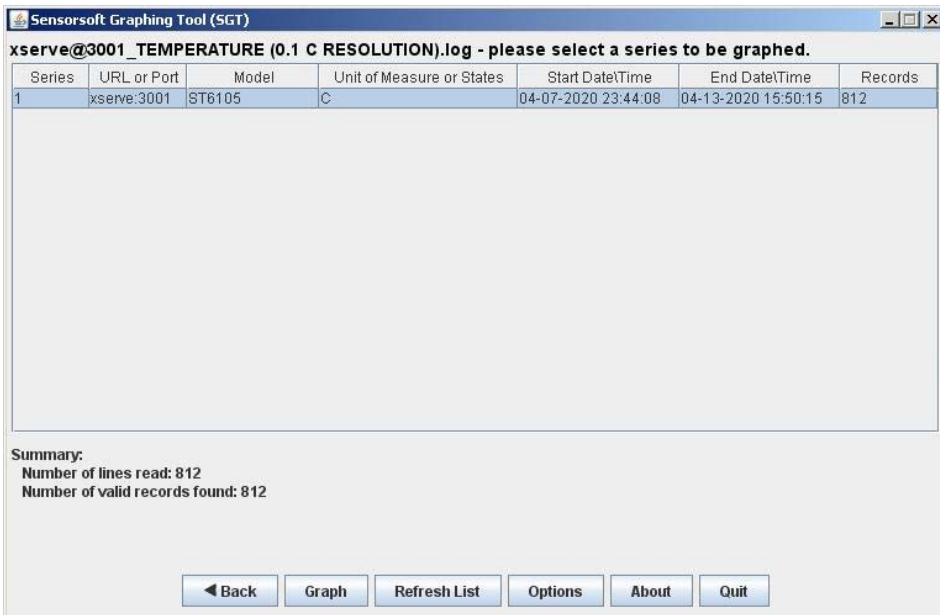 Sensorsoft Graphing Tool (SGT)
xserve@3001_TEMPERATURE (0.1 C RESOLUTION).log - please select a series to be graphed.
Series URL or Port Model Unit of Measure or States Start Date\Time End Date\Time Records
1 xserve:3001 ST6105 C 04-07-2020 23:44:08 04-13-2020 15:50:15 812
Summary:
Number of lines read: 812
Number of valid records found: 812
Back Graph Refresh List Options About Quit